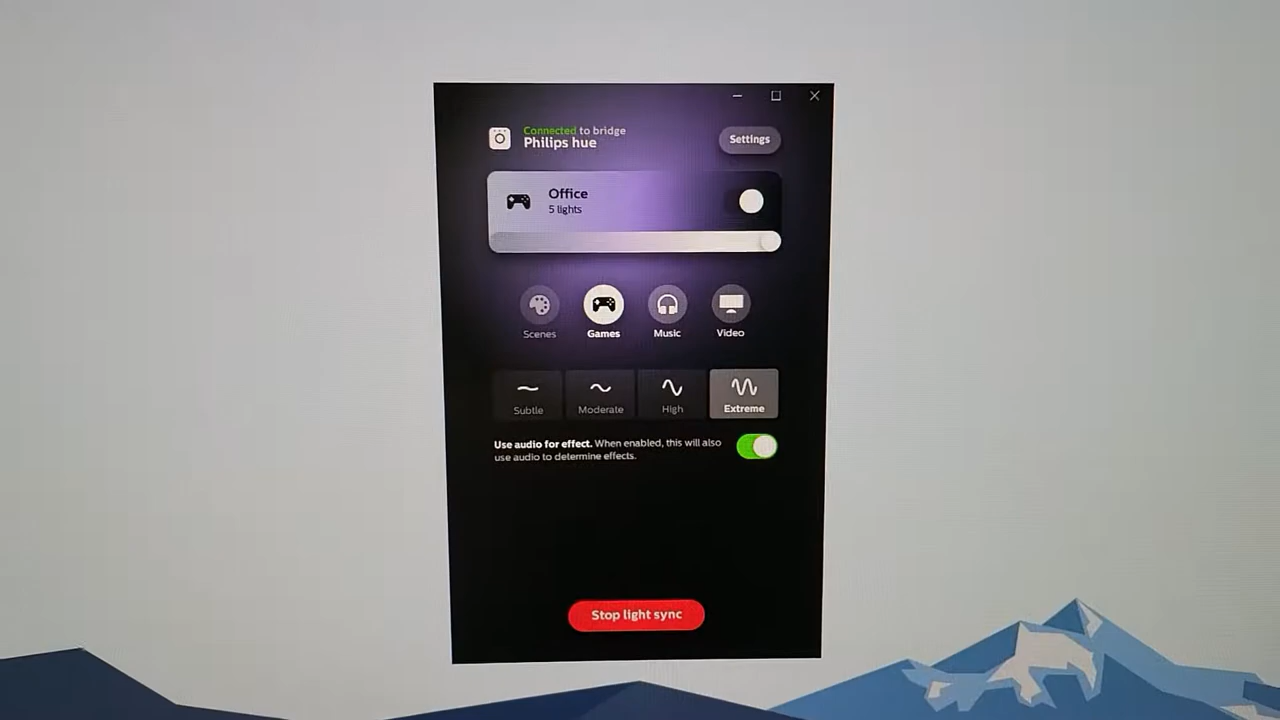 Connected to bridge
Philips hue
Settings
Office
5 lights
Scenes
Games
Music
Video
Subtle
Moderate
High
Extreme
Use audio for effect. When enabled, this will also
use audio to determine effects.
Stop light sync